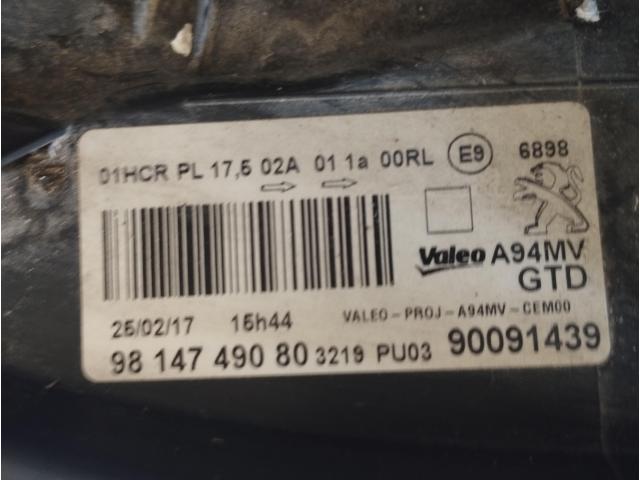 01HCR PL 17,5 02A 01 1a 00RL E9 6898
Valeo A94MV
GTD
25/02/17 15h44 VALEO-PROJ-A94MV-CEM00
98 147 490 80 3219 PU03 90091439